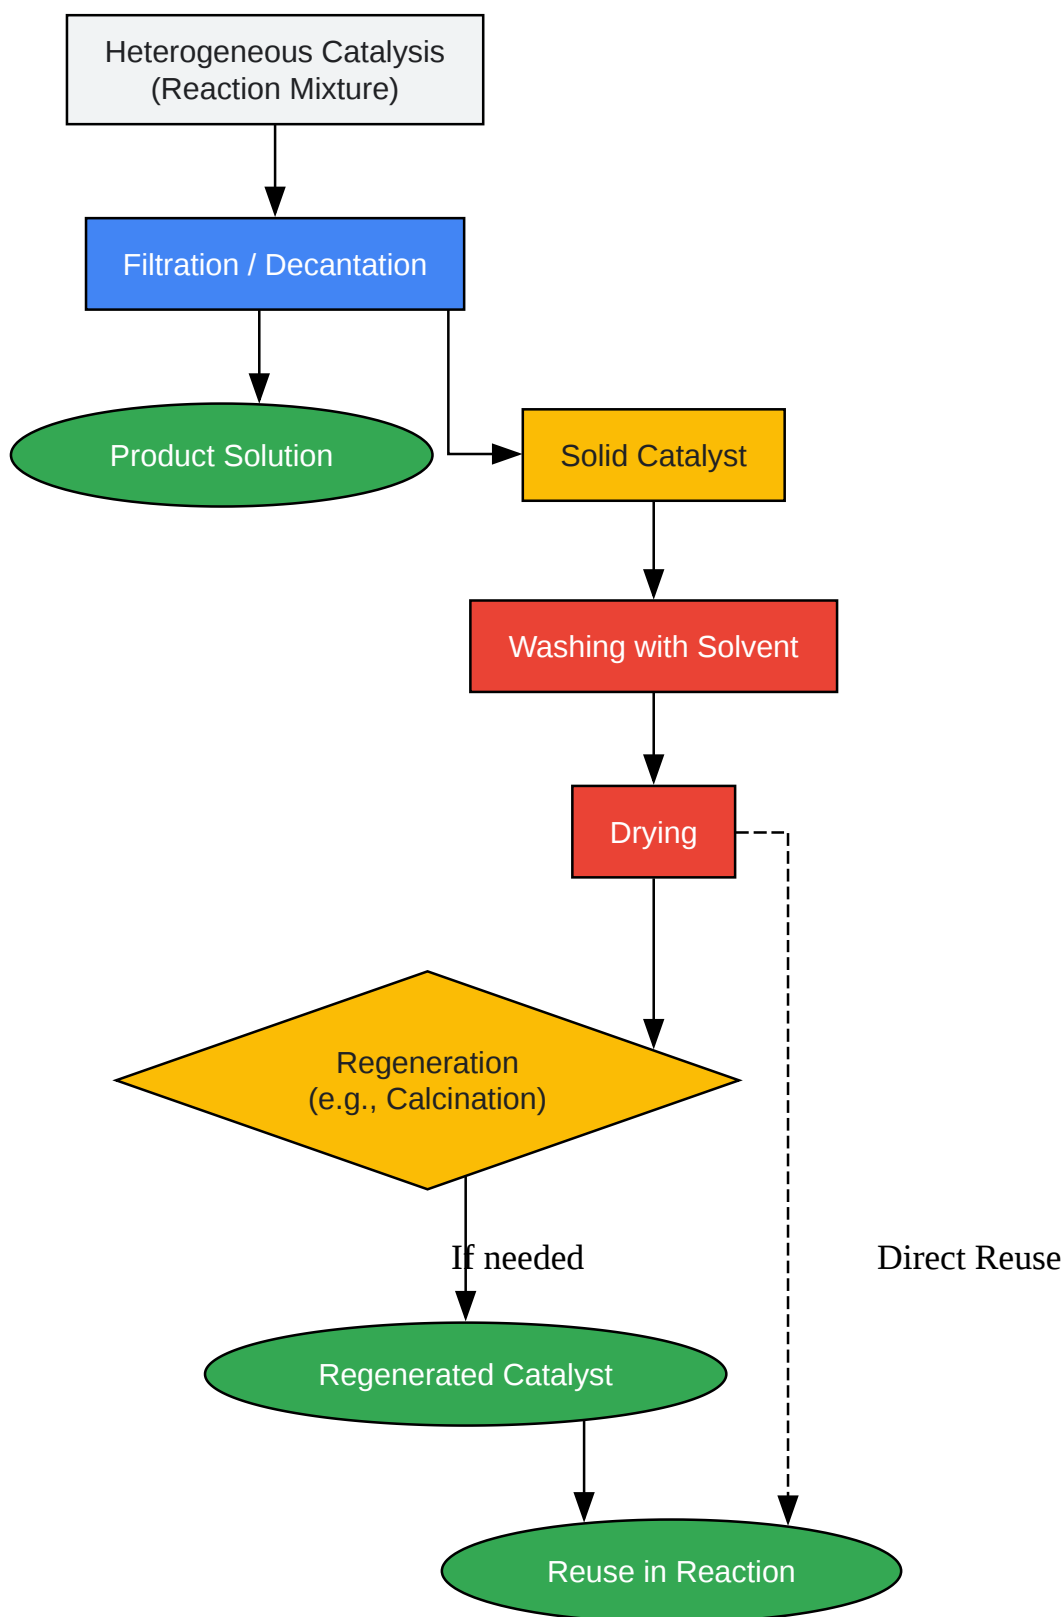 Heterogeneous Catalysis
(Reaction Mixture)
Filtration / Decantation
Product Solution
Solid Catalyst
Washing with Solvent
Drying
Regeneration
(e.g., Calcination)
If needed
Direct Reuse
Regenerated Catalyst
Reuse in Reaction